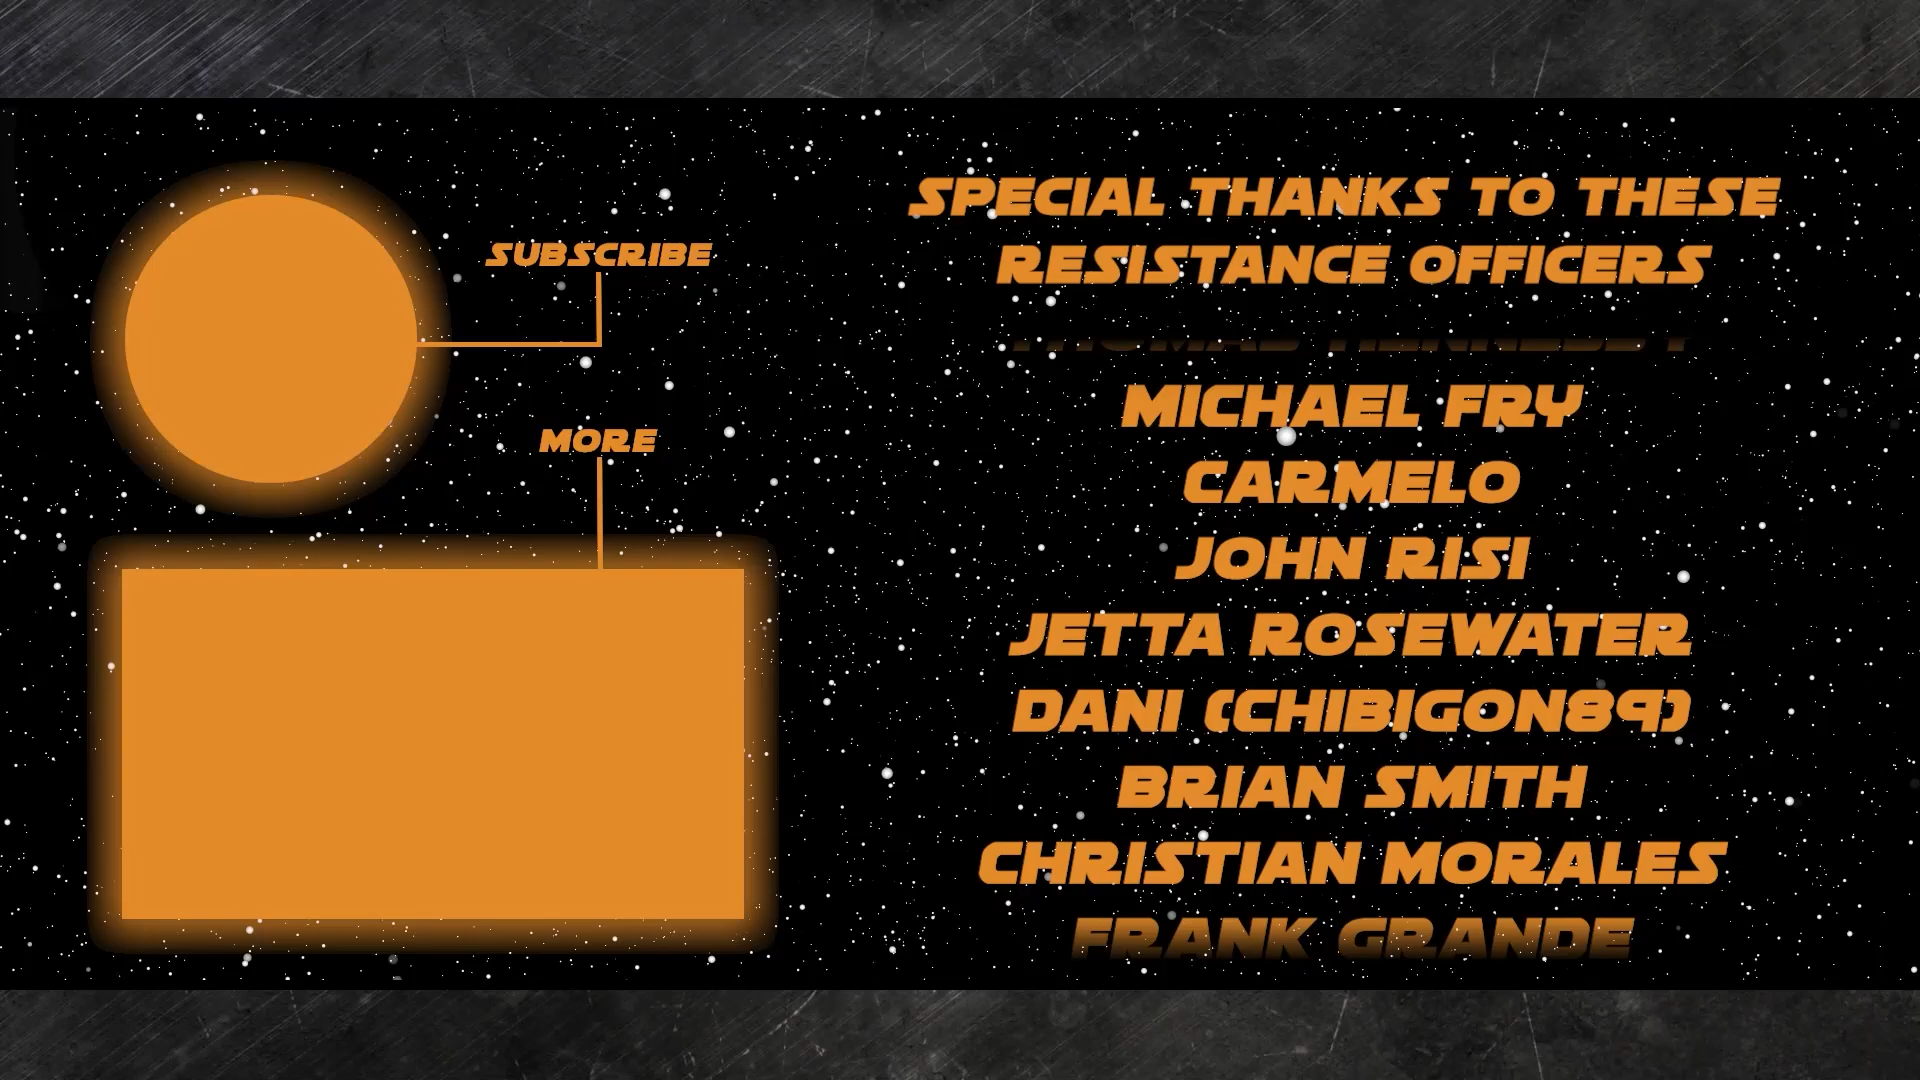 SUBSCRIBE
MORE
SPECIAL THANKS TO THESE
RESISTANCE OFFICERS
MICHAEL FRY
CARMELO
JOHN RISI
JETTA ROSEWATER
DANI (CHIBIGON89)
BRIAN SMITH
CHRISTIAN MORALES
FRANK GRANDE